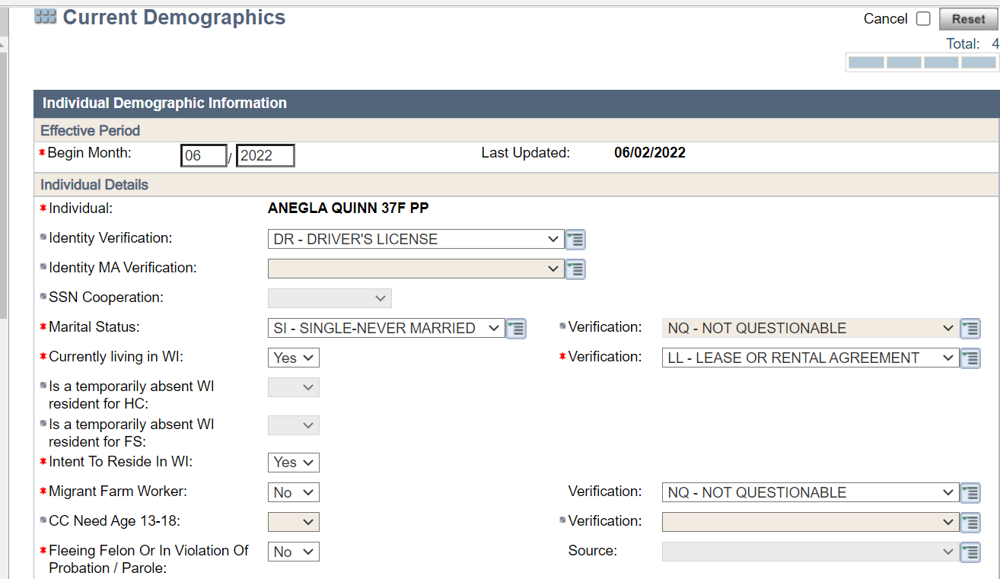 Current Demographics
Cancel Reset
Total: 4
Individual Demographic Information
Effective Period
Begin Month: 06 / 2022 Last Updated: 06/02/2022
Individual Details
Individual: ANEGLA QUINN 37F PP
Identity Verification: DR - DRIVER'S LICENSE
Identity MA Verification:
SSN Cooperation:
Marital Status: SI - SINGLE-NEVER MARRIED Verification: NQ - NOT QUESTIONABLE
Currently living in WI: Yes Verification: LL - LEASE OR RENTAL AGREEMENT
Is a temporarily absent WI
resident for HC:
Is a temporarily absent WI
resident for FS:
Intent To Reside In WI: Yes
Migrant Farm Worker: No Verification: NQ - NOT QUESTIONABLE
CC Need Age 13-18: Verification:
Fleeing Felon Or In Violation Of No Source:
Probation / Parole: